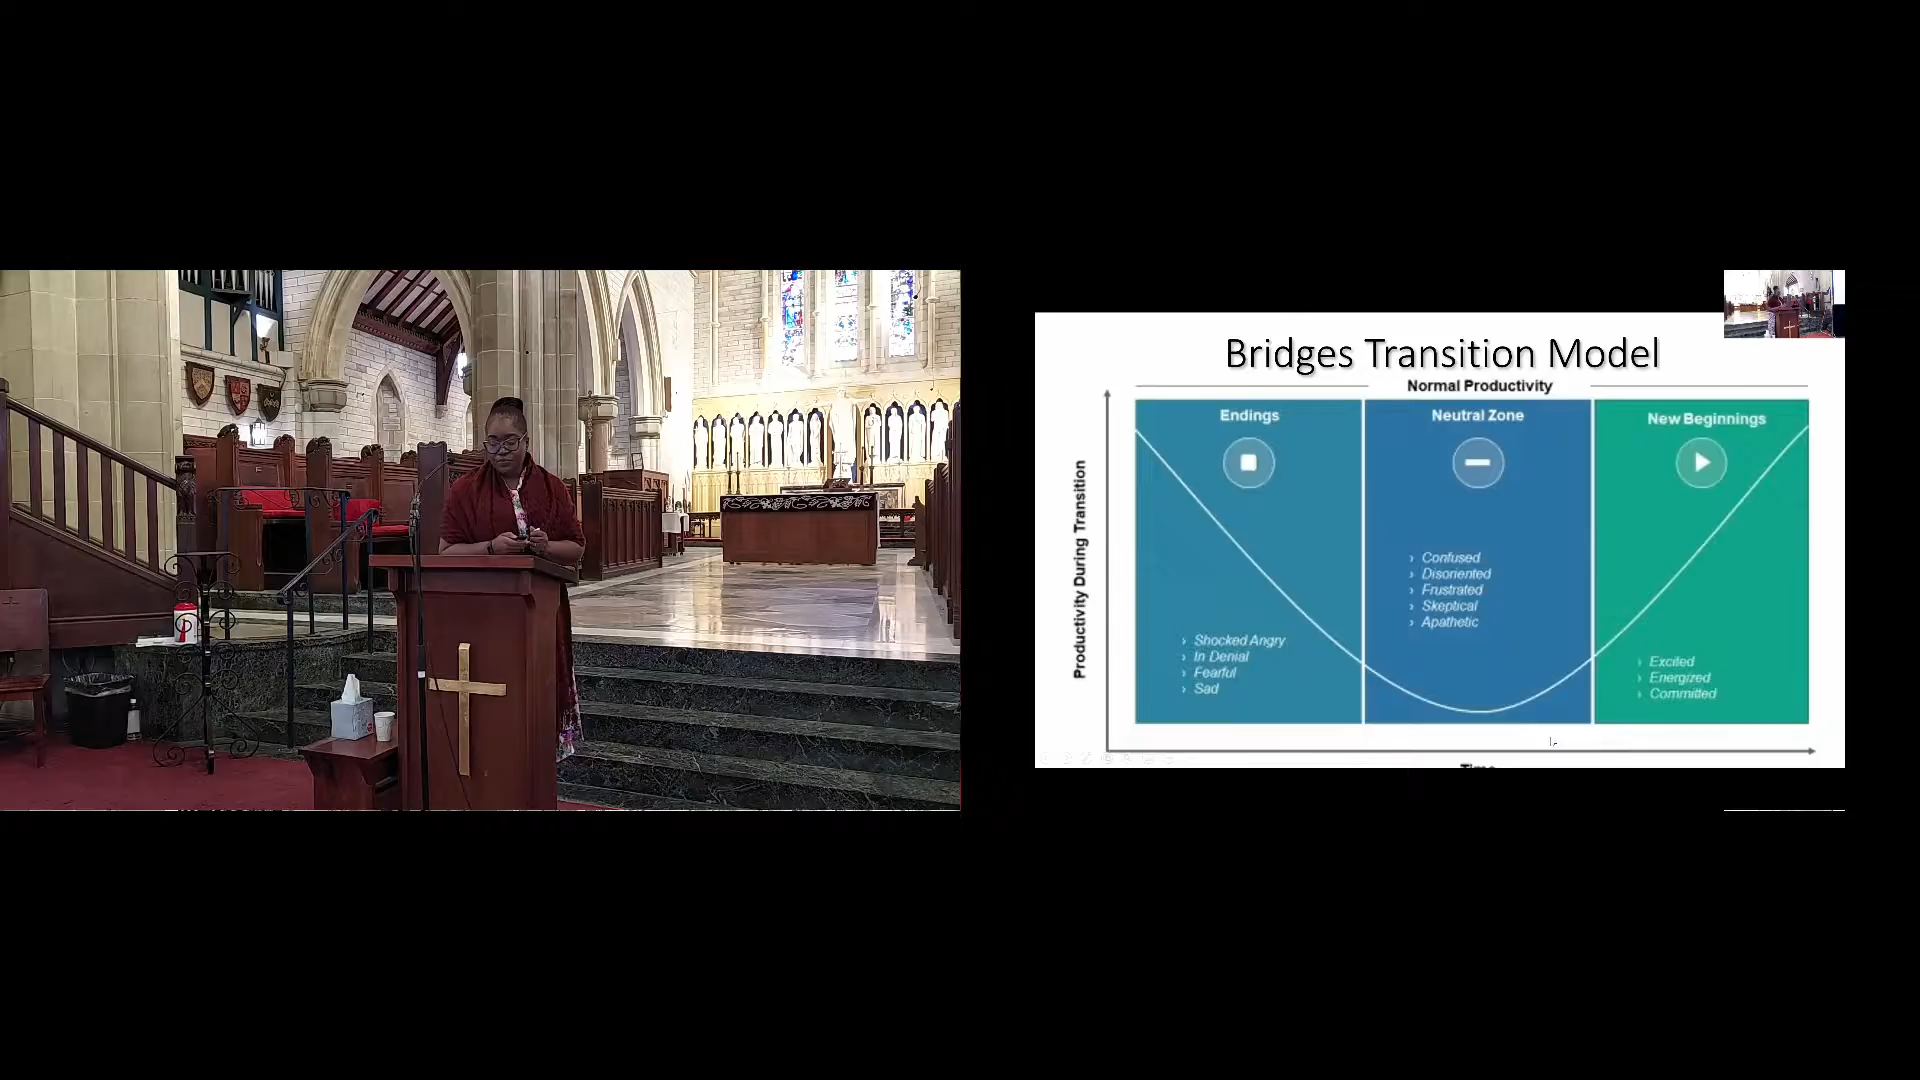 Bridges Transition Model
Normal Productivity
Endings
Neutral Zone
New Beginnings
Productivity During Transition
› Confused
› Disoriented
› Frustrated
› Skeptical
› Apathetic
› Shocked Angry
› In Denial
› Fearful
› Sad
› Excited
› Energized
› Committed
Time